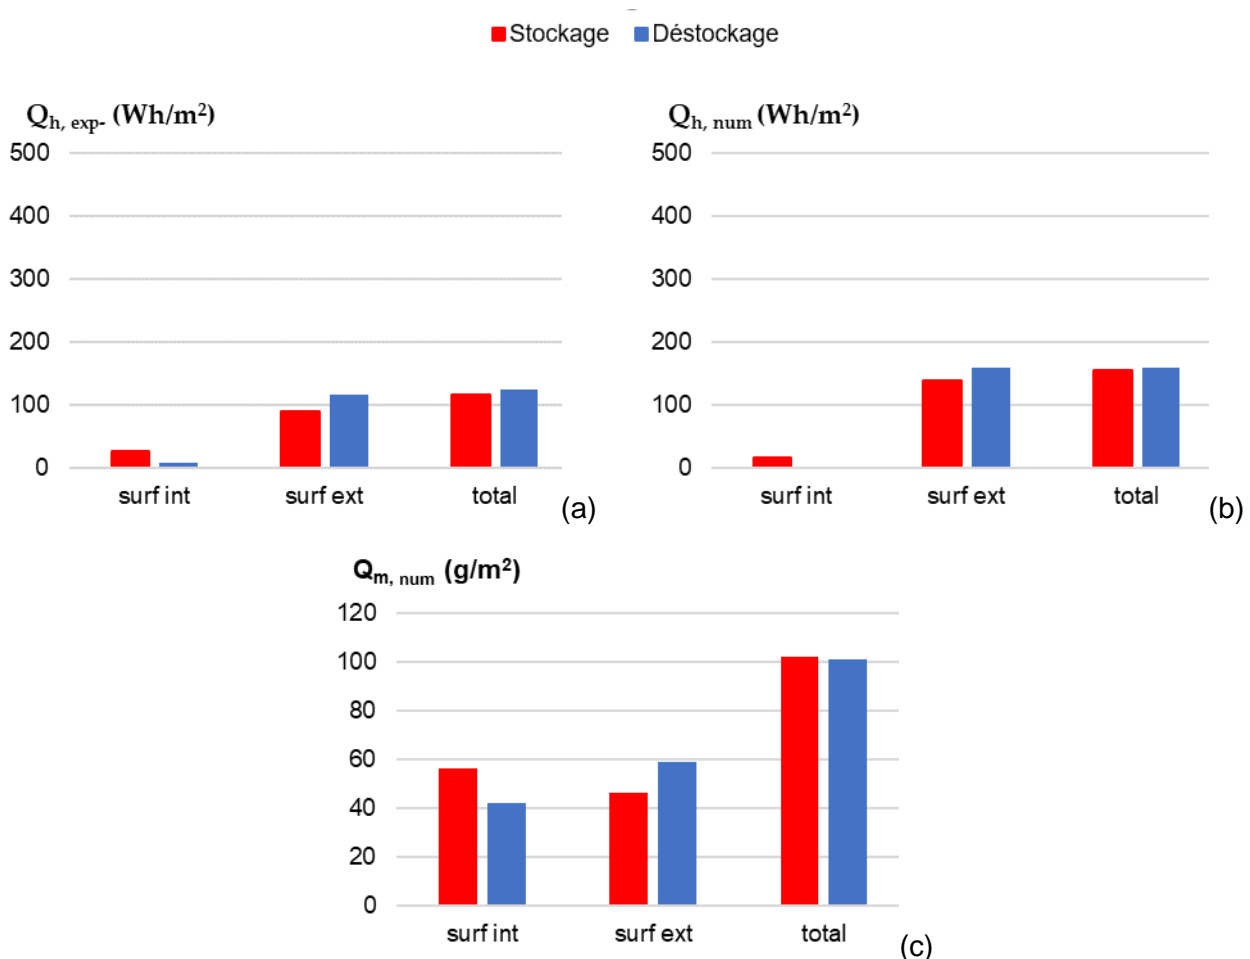 Stockage Déstockage
Qh, exp- (Wh/m²)
500
400
300
200
100
0
surf int surf ext total
(a)
Qh, num (Wh/m²)
500
400
300
200
100
0
surf int surf ext total
(b)
Qm, num (g/m²)
120
100
80
60
40
20
0
surf int surf ext total
(c)